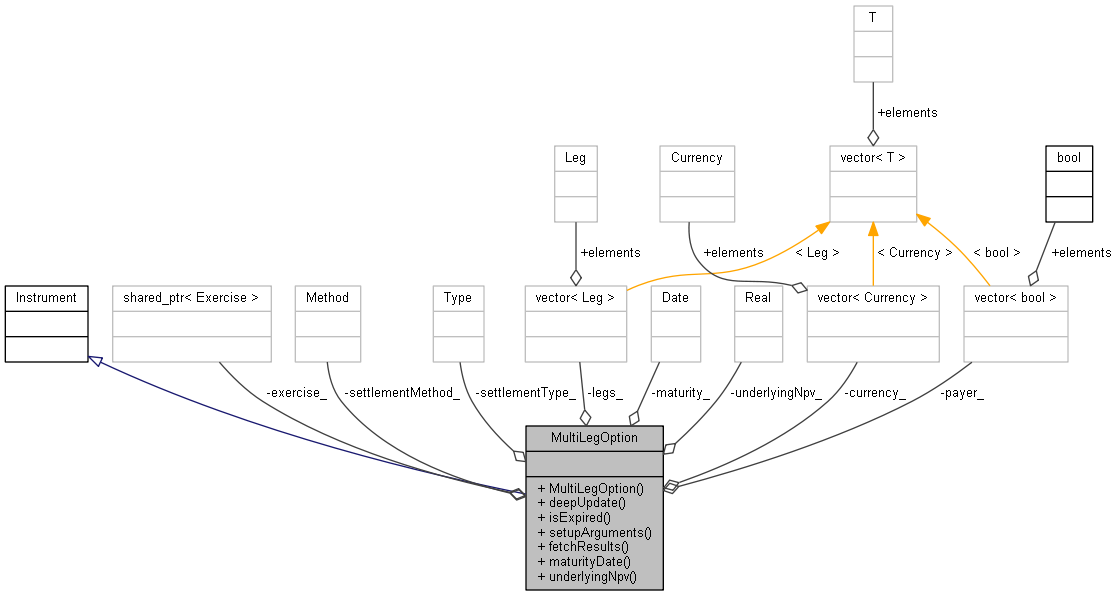 T
+elements
Leg
Currency
vector< T >
bool
+elements
+elements
< Leg >
< Currency >
< bool >
+elements
Instrument
shared_ptr< Exercise >
Method
Type
vector< Leg >
Date
Real
vector< Currency >
vector< bool >
-exercise_
-settlementMethod_
-settlementType_
-legs_
-maturity_
-underlyingNpv_
-currency_
-payer_
MultiLegOption
+ MultiLegOption()
+ deepUpdate()
+ isExpired()
+ setupArguments()
+ fetchResults()
+ maturityDate()
+ underlyingNpv()